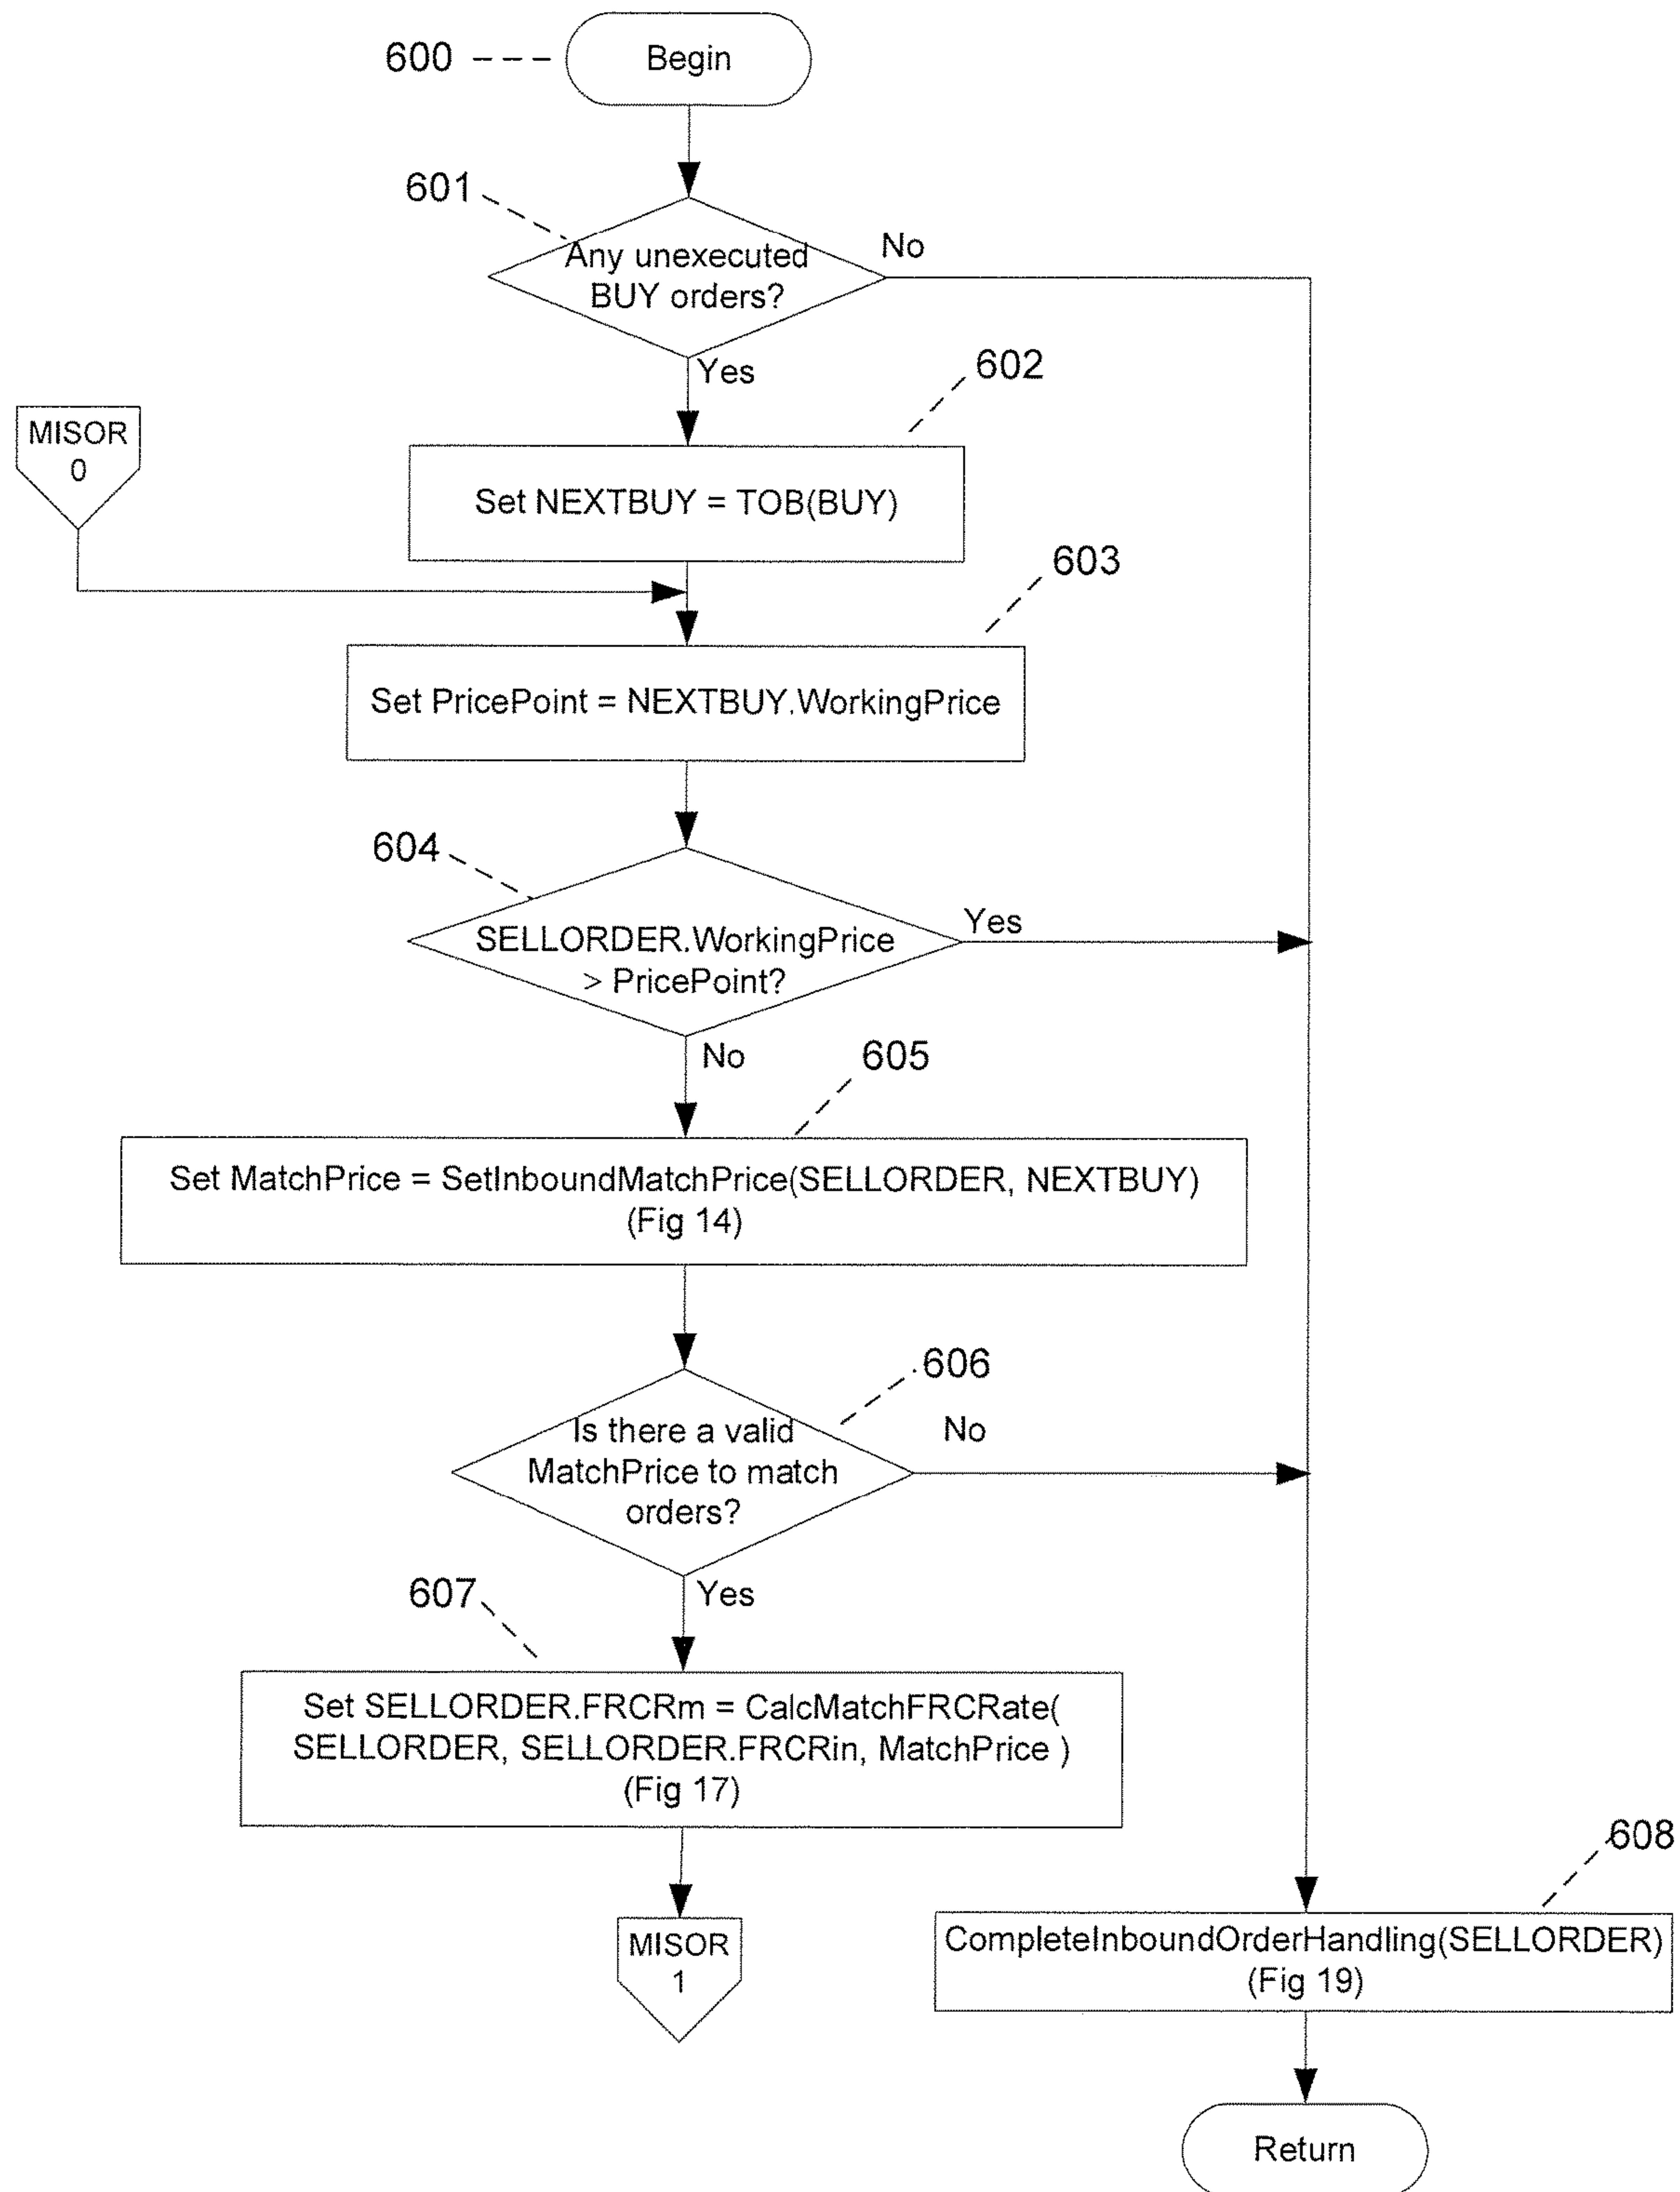 600
Begin
601
Any unexecuted
BUY orders?
No
Yes
602
MISOR
0
Set NEXTBUY = TOB(BUY)
603
Set PricePoint = NEXTBUY.WorkingPrice
604
SELLORDER.WorkingPrice
> PricePoint?
Yes
No
605
Set MatchPrice = SetInboundMatchPrice(SELLORDER, NEXTBUY)
(Fig 14)
606
Is there a valid
MatchPrice to match
orders?
No
Yes
607
Set SELLORDER.FRCRm = CalcMatchFRCRate(
SELLORDER, SELLORDER.FRCRin, MatchPrice )
(Fig 17)
608
MISOR
1
CompleteInboundOrderHandling(SELLORDER)
(Fig 19)
Return